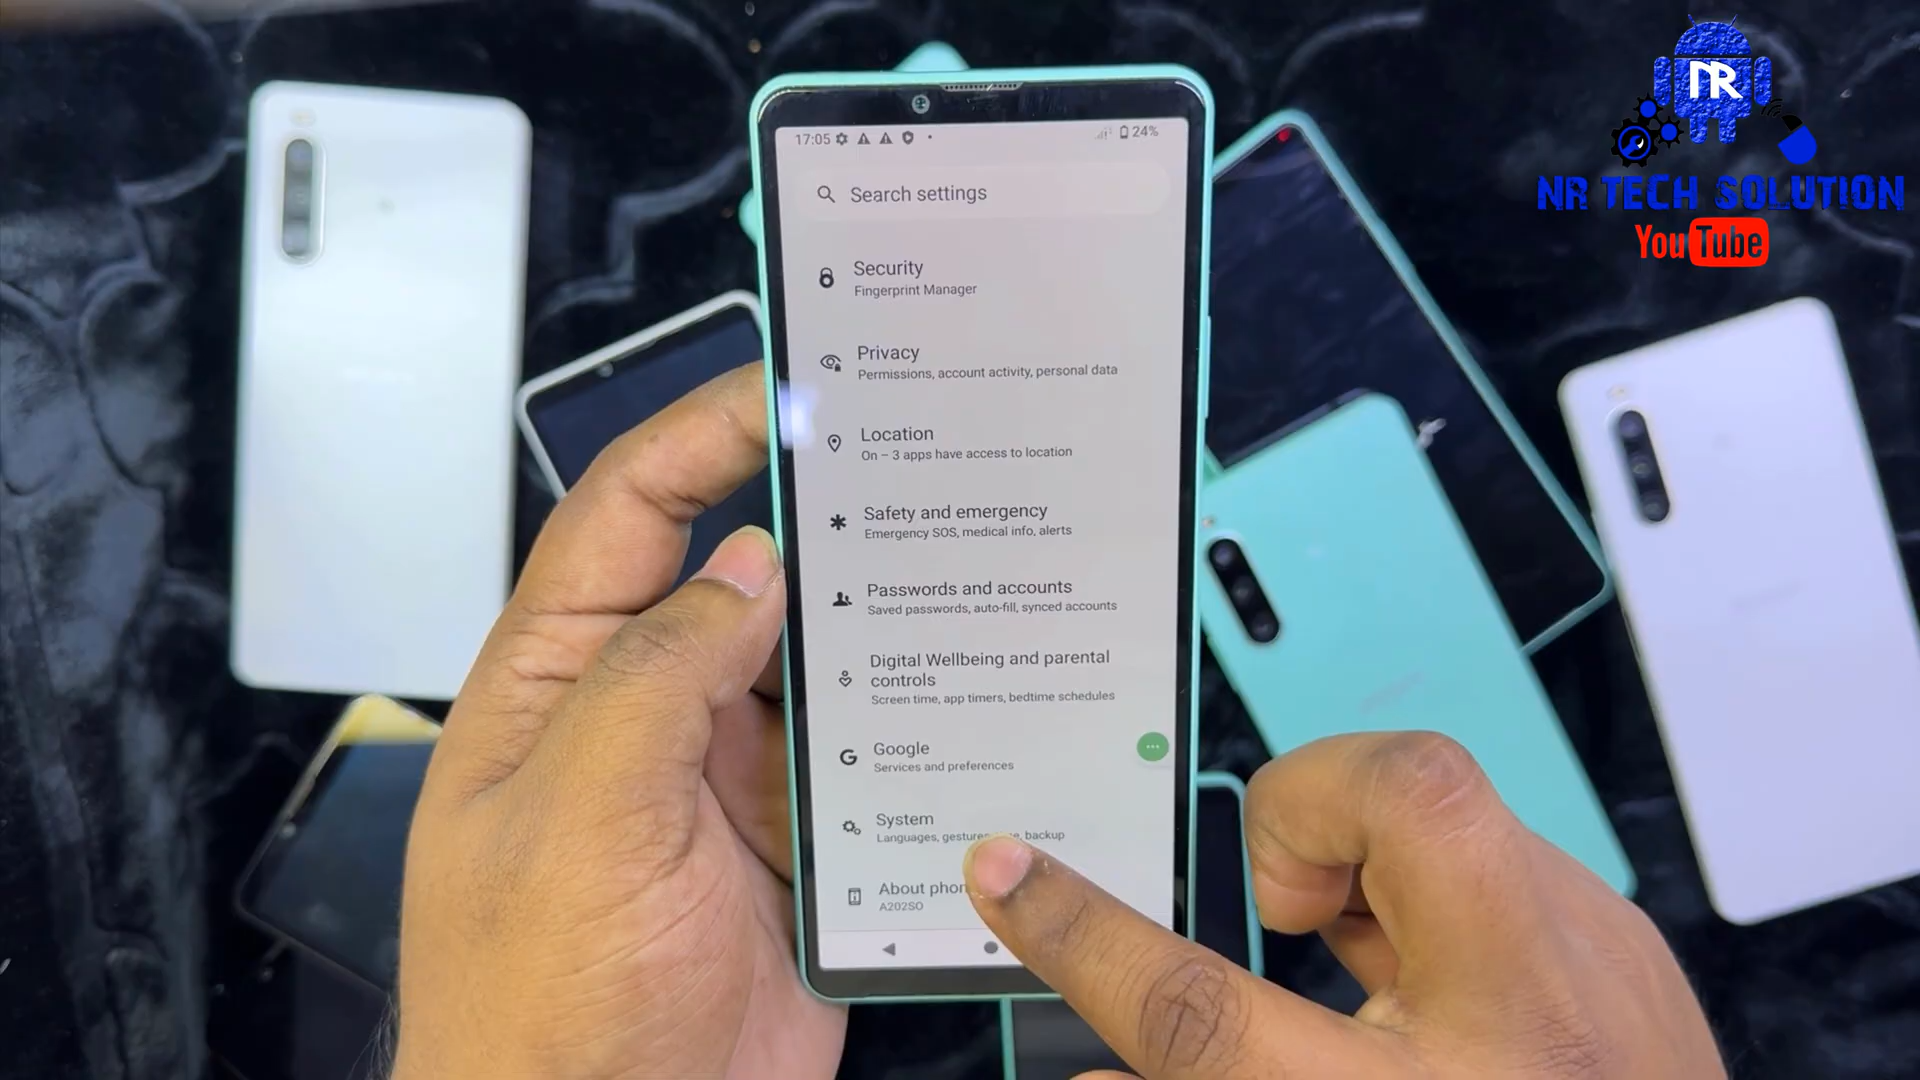 NR
NR TECH SOLUTION
YouTube
17:05
24%
Search settings
Security
Fingerprint Manager
Privacy
Permissions, account activity, personal data
Location
On – 3 apps have access to location
Safety and emergency
Emergency SOS, medical info, alerts
Passwords and accounts
Saved passwords, auto-fill, synced accounts
Digital Wellbeing and parental
controls
Screen time, app timers, bedtime schedules
Google
Services and preferences
System
Languages, backup
About
A202SO